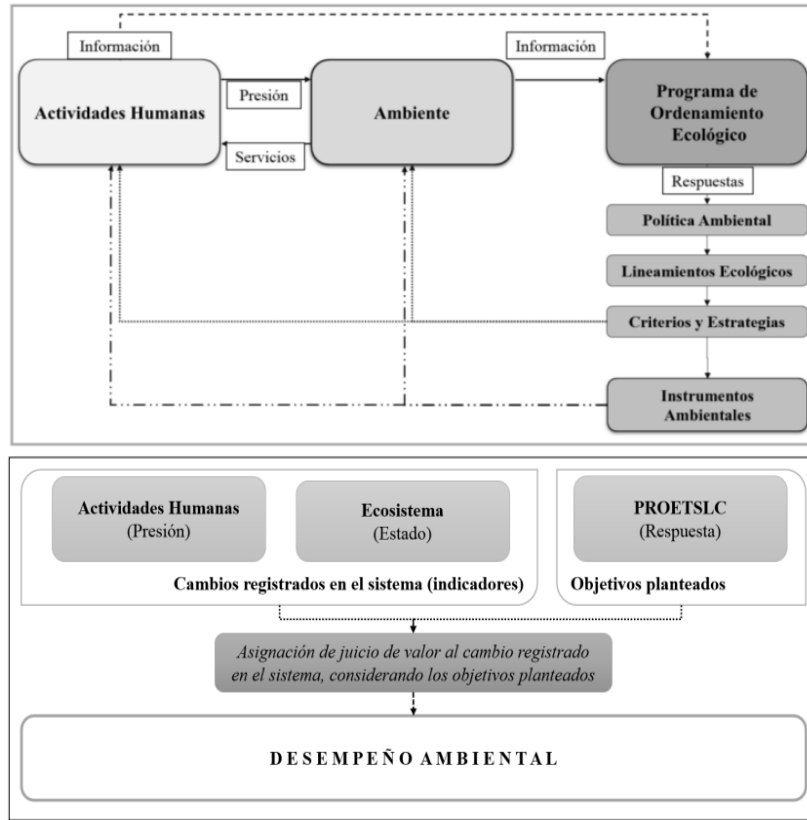 Información
Información
Actividades Humanas
Presión
Servicios
Ambiente
Programa de
Ordenamiento
Ecológico
Respuestas
Política Ambiental
Lineamientos Ecológicos
Criterios y Estrategias
Instrumentos
Ambientales
Actividades Humanas
(Presión)
Ecosistema
(Estado)
PROETSLC
(Respuesta)
Cambios registrados en el sistema (indicadores)
Objetivos planteados
Asignación de juicio de valor al cambio registrado
en el sistema, considerando los objetivos planteados
D E S E M P E Ñ O A M B I E N T A L